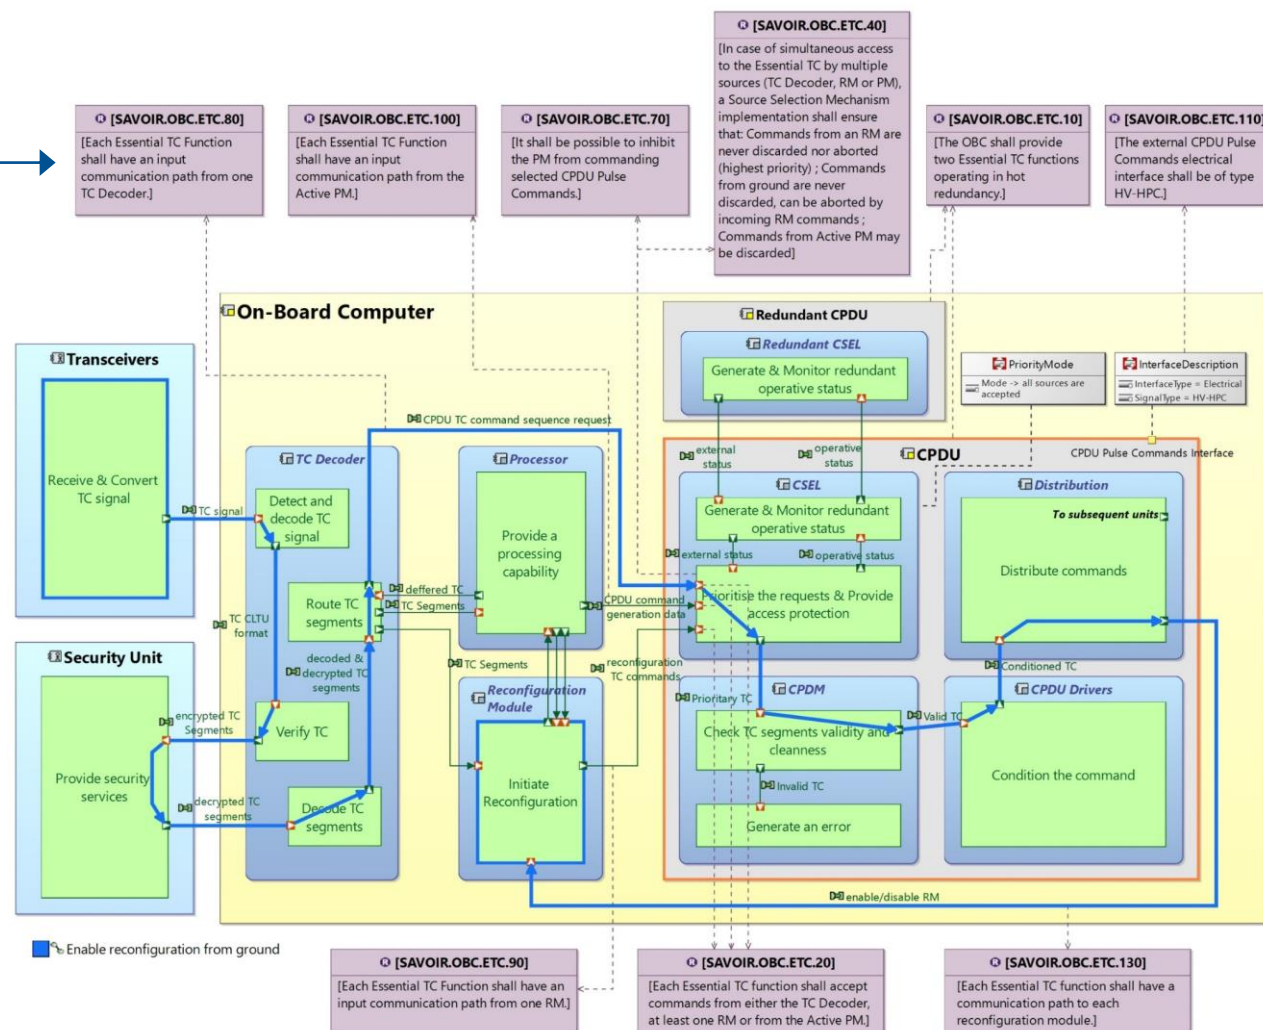 [SAVOIR.OBC.ETC.40]
[In case of simultaneous access
to the Essential TC by multiple
sources (TC Decoder, RM or PM),
a Source Selection Mechanism
implementation shall ensure
that: Commands from an RM are
never discarded nor aborted
(highest priority) ;  Commands
from ground are never
discarded, can be aborted by
incoming RM commands ;
Commands from Active PM may
be discarded]
[SAVOIR.OBC.ETC.80]
[Each Essential TC Function
shall have an input
communication path from one
TC Decoder.]
[SAVOIR.OBC.ETC.100]
[Each Essential TC Function
shall have an input
communication path from the
Active PM.]
[SAVOIR.OBC.ETC.70]
[It shall be possible to inhibit
the PM from commanding
selected CPDU Pulse
Commands.]
[SAVOIR.OBC.ETC.10]
[The OBC shall provide
two Essential TC functions
operating in hot
redundancy.]
[SAVOIR.OBC.ETC.110]
[The external CPDU Pulse
Commands electrical
interface shall be of type
HV-HPC.]
On-Board Computer
Redundant CPDU
Redundant CSEL
Generate & Monitor redundant
operative status
PriorityMode
Mode -> all sources are
accepted
InterfaceDescription
InterfaceType = Electrical
SignalType = HV-HPC
Transceivers
Receive & Convert
TC signal
TC signal
CPDU TC command sequence request
TC Decoder
Detect and
decode TC
signal
Route TC
segments
TC CLTU
format
decoded &
decrypted TC
segments
Verify TC
Decode TC
segments
Processor
Provide a
processing
capability
deffered TC
TC Segments
TC Segments
CPDU command
generation data
reconfiguration
TC commands
Reconfiguration
Module
Initiate
Reconfiguration
external
status
operative
status
CPDU
CPDU Pulse Commands Interface
CSEL
Generate & Monitor redundant
operative status
external status
operative status
Prioritise the requests & Provide
access protection
Distribution
To subsequent units
Distribute commands
Conditioned TC
CPDM
Prioritary TC
Check TC segments validity and
cleanness
Valid TC
Invalid TC
Generate an error
CPDU Drivers
Condition the command
Security Unit
Provide security
services
encrypted TC
Segments
decrypted TC
segments
enable/disable RM
Enable reconfiguration from ground
[SAVOIR.OBC.ETC.90]
[Each Essential TC Function shall have an
input communication path from one RM.]
[SAVOIR.OBC.ETC.20]
[Each Essential TC function shall accept
commands from either the TC Decoder,
at least one RM or from the Active PM.]
[SAVOIR.OBC.ETC.130]
[Each Essential TC function shall have a
communication path to each
reconfiguration module.]